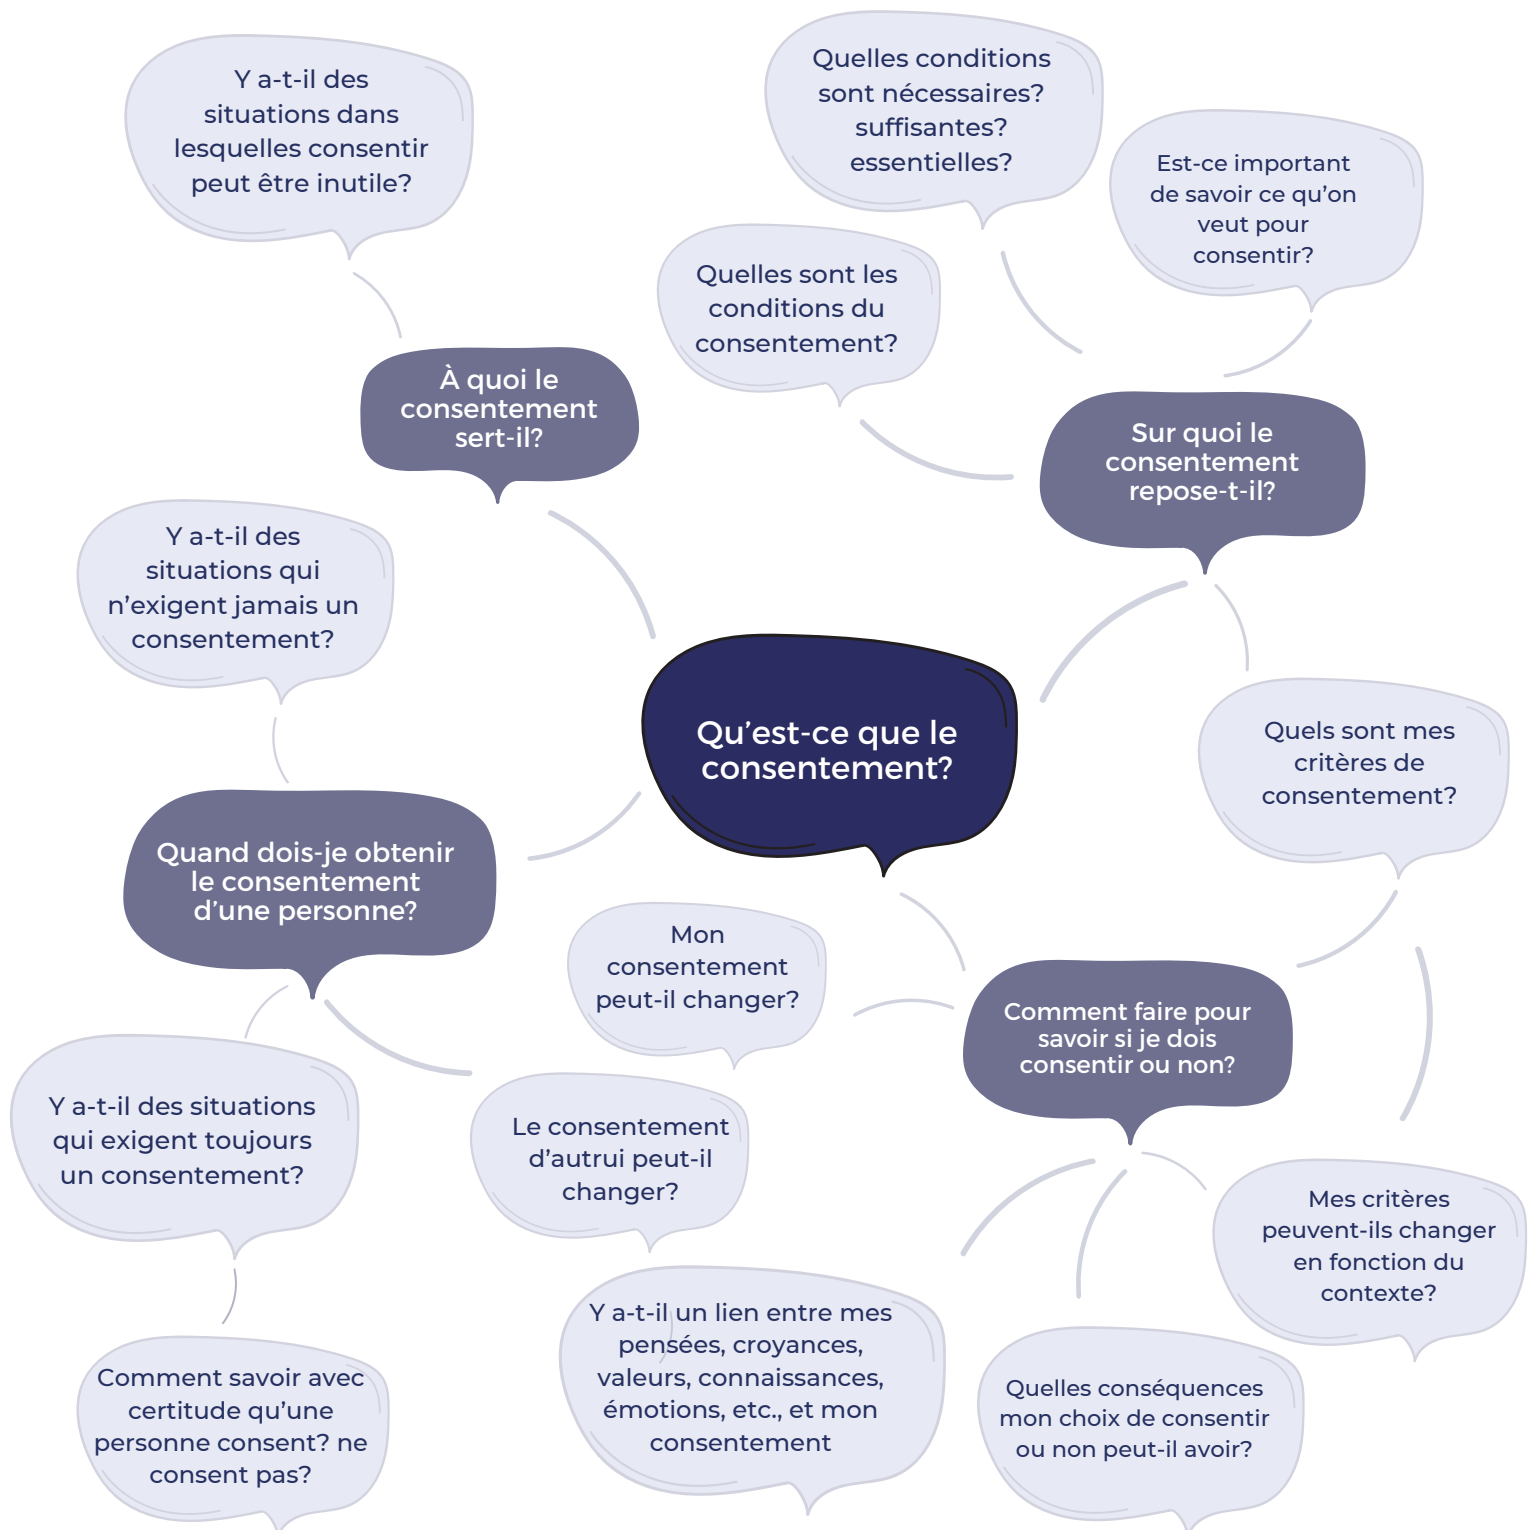 Y a-t-il des
situations dans
lesquelles consentir
peut être inutile?
Quelles conditions
sont nécessaires?
suffisantes?
essentielles?
Est-ce important
de savoir ce qu’on
veut pour
consentir?
Quelles sont les
conditions du
consentement?
À quoi le
consentement
sert-il?
Sur quoi le
consentement
repose-t-il?
Y a-t-il des
situations qui
n’exigent jamais un
consentement?
Qu’est-ce que le
consentement?
Quels sont mes
critères de
consentement?
Quand dois-je obtenir
le consentement
d’une personne?
Mon
consentement
peut-il changer?
Comment faire pour
savoir si je dois
consentir ou non?
Y a-t-il des situations
qui exigent toujours
un consentement?
Le consentement
d’autrui peut-il
changer?
Mes critères
peuvent-ils changer
en fonction du
contexte?
Y a-t-il un lien entre mes
pensées, croyances,
valeurs, connaissances,
émotions, etc., et mon
consentement
Comment savoir avec
certitude qu’une
personne consent? ne
consent pas?
Quelles conséquences
mon choix de consentir
ou non peut-il avoir?